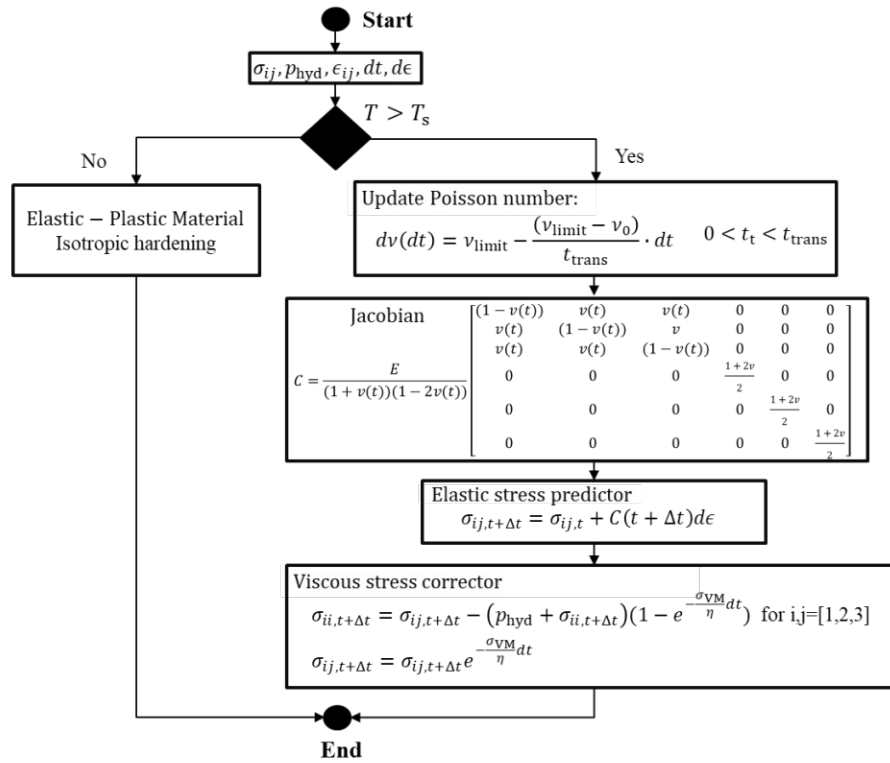 Start
σ_ij, p_hyd, ϵ_ij, dt, dϵ
T > T_s
No
Yes
Elastic − Plastic Material
Isotropic hardening
Update Poisson number:
dν(dt) = ν_limit − (ν_limit − ν_0)/t_trans · dt    0 < t_t < t_trans
Jacobian
C = E/((1 + v(t))(1 − 2v(t)))
(1 − v(t)) v(t) v(t) 0 0 0
v(t) (1 − v(t)) v 0 0 0
v(t) v(t) (1 − v(t)) 0 0 0
0 0 0 (1 + 2v)/2 0 0
0 0 0 0 (1 + 2v)/2 0
0 0 0 0 0 (1 + 2v)/2
Elastic stress predictor
σ_ij,t+Δt = σ_ij,t + C(t + Δt)dϵ
Viscous stress corrector
σ_ii,t+Δt = σ_ij,t+Δt − (p_hyd + σ_ii,t+Δt)(1 − e^(−(σ_VM/η)dt)) for i,j=[1,2,3]
σ_ij,t+Δt = σ_ij,t+Δt e^(−(σ_VM/η)dt)
End